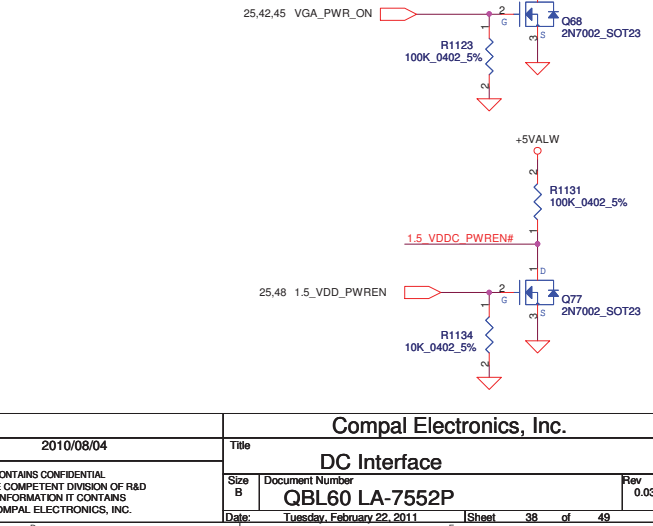 25,42,45 VGA_PWR_ON
2
G
Q68
2N7002_SOT23
3
S
1
R1123
100K_0402_5%
2
+5VALW
2
R1131
100K_0402_5%
1
1.5_VDDC_PWREN#
1
D
25,48 1.5_VDD_PWREN
2
G
Q77
2N7002_SOT23
3
S
1
R1134
10K_0402_5%
2
Compal Electronics, Inc.
2010/08/04
Title
DC Interface
ONTAINS CONFIDENTIAL
E COMPETENT DIVISION OF R&D
NFORMATION IT CONTAINS
OMPAL ELECTRONICS, INC.
Size
B
Document Number
QBL60 LA-7552P
Rev
0.03
Date: Tuesday, February 22, 2011 Sheet 38 of 49